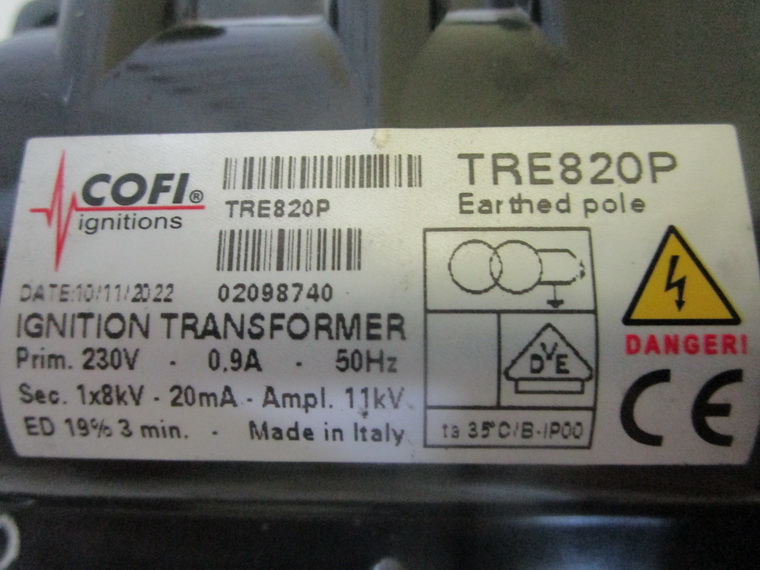 COFI®
ignitions
TRE820P
02098740
TRE820P
Earthed pole
DATE:10/11/2022
IGNITION TRANSFORMER
Prim. 230V - 0,9A - 50Hz
Sec. 1x8kV - 20mA - Ampl. 11kV
ED 19% 3 min. - Made in Italy
DVE
ta 35°C/B-IP00
DANGER!
CE